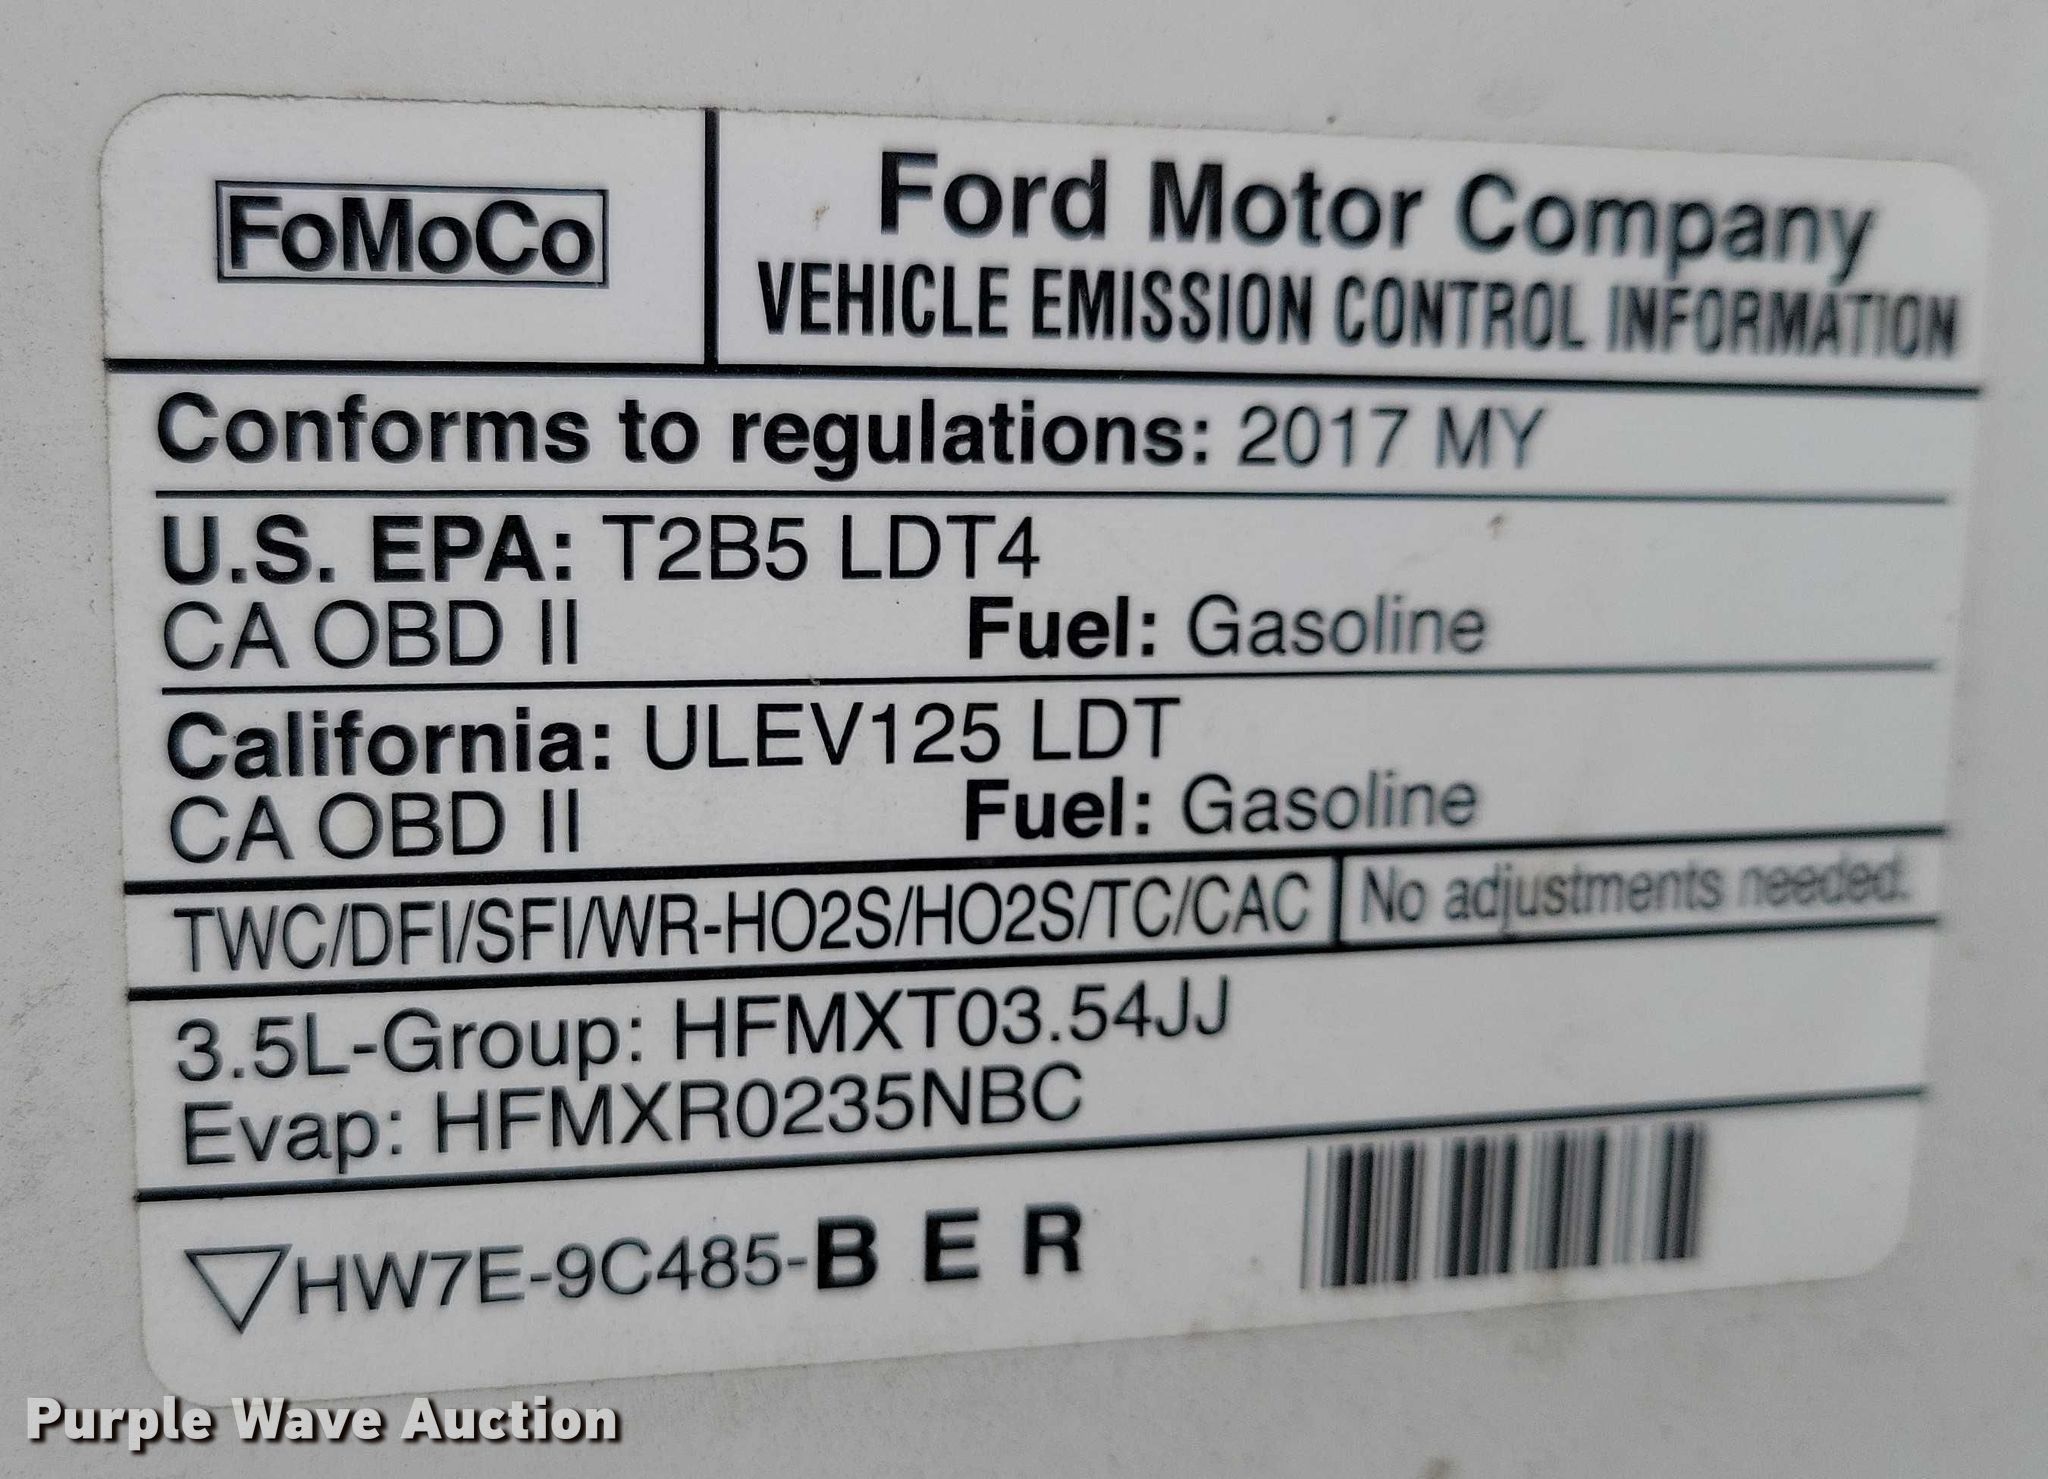 FoMoCo
Ford Motor Company
VEHICLE EMISSION CONTROL INFORMATION
Conforms to regulations: 2017 MY
U.S. EPA: T2B5 LDT4
CA OBD II Fuel: Gasoline
California: ULEV125 LDT
CA OBD II Fuel: Gasoline
TWC/DFI/SFI/WR-HO2S/HO2S/TC/CAC No adjustments needed.
3.5L-Group: HFMXT03.54JJ
Evap: HFMXR0235NBC
HW7E-9C485-B E R
Purple Wave Auction